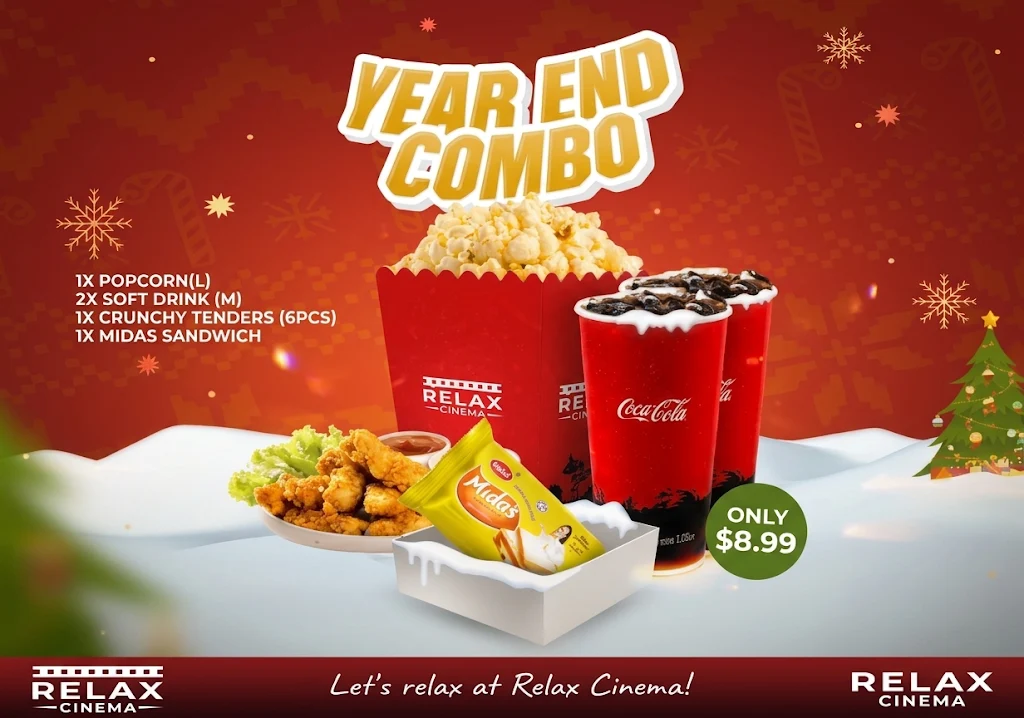 YEAR END
COMBO
1X POPCORN(L)
2X SOFT DRINK (M)
1X CRUNCHY TENDERS (6PCS)
1X MIDAS SANDWICH
RELAX
CINEMA
Coca-Cola
Midas
ONLY
$8.99
RELAX
CINEMA
Let's relax at Relax Cinema!
RELAX
CINEMA